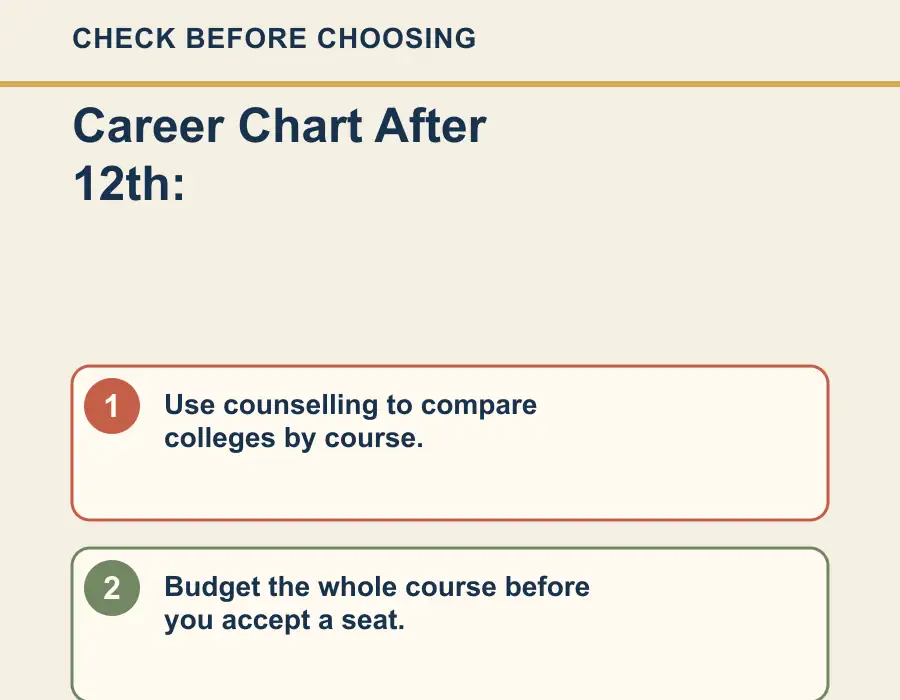 CHECK BEFORE CHOOSING
Career Chart After
12th:
1
Use counselling to compare
colleges by course.
2
Budget the whole course before
you accept a seat.